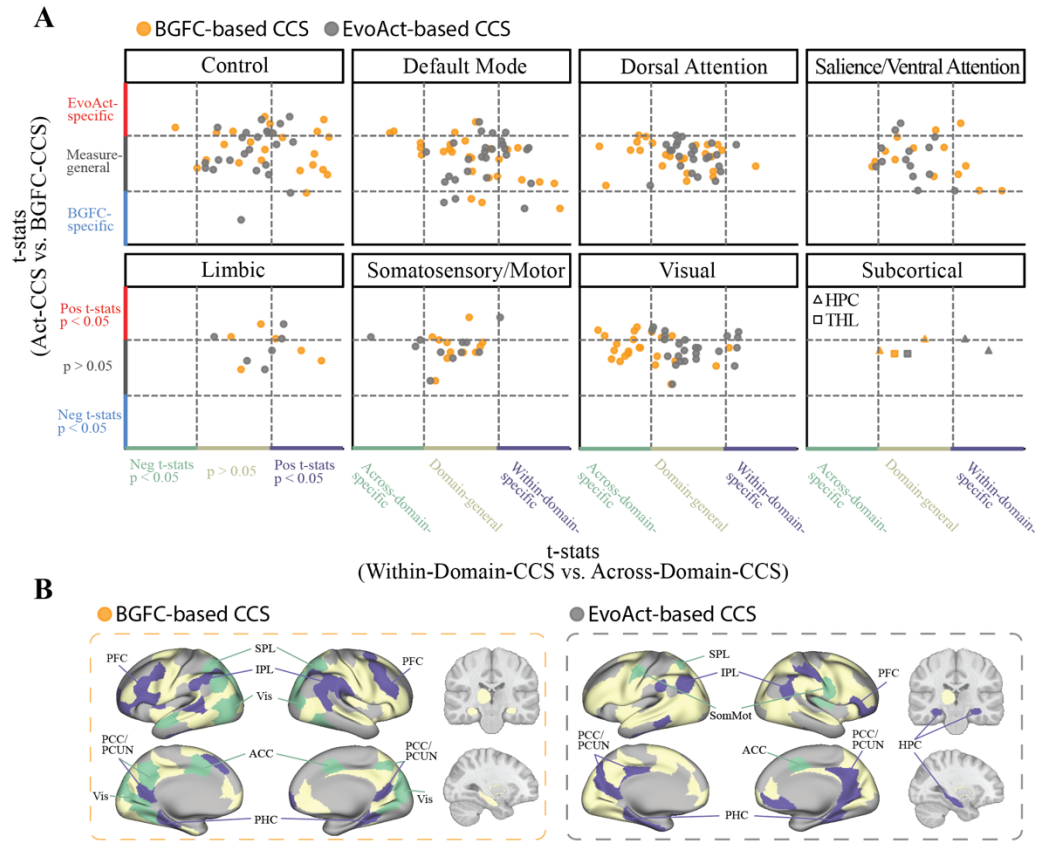 A
BGFC-based CCS EvoAct-based CCS
Control Default Mode Dorsal Attention Salience/Ventral Attention
EvoAct-
specific
Measure-
general
BGFC-
specific
t-stats
(Act-CCS vs. BGFC-CCS)
Limbic Somatosensory/Motor Visual Subcortical
Pos t-stats
p < 0.05
p > 0.05
Neg t-stats
p < 0.05
HPC
THL
Neg t-stats
p < 0.05
p > 0.05
Pos t-stats
p < 0.05
Across-domain-
specific
Domain-general
Within-domain-
specific
Across-domain-
specific
Domain-general
Within-domain-
specific
Across-domain-
specific
Domain-general
Within-domain-
specific
t-stats
(Within-Domain-CCS vs. Across-Domain-CCS)
B
BGFC-based CCS EvoAct-based CCS
PFC SPL PFC
IPL
Vis
PCC/
PCUN ACC PCC/
PCUN
Vis Vis
PHC
SPL
IPL PFC
SomMot
PCC/
PCUN ACC PCC/
PCUN
HPC
PHC